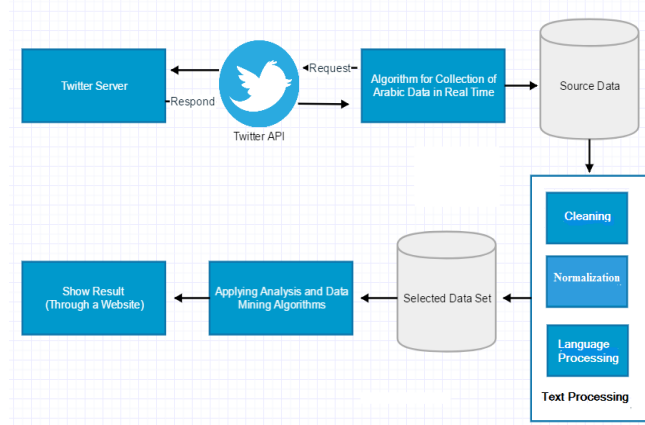 Twitter Server
Respond
Twitter API
Request
Algorithm for Collection of
Arabic Data in Real Time
Source Data
Cleaning
Normalization
Language
Processing
Text Processing
Selected Data Set
Applying Analysis and Data
Mining Algorithms
Show Result
(Through a Website)